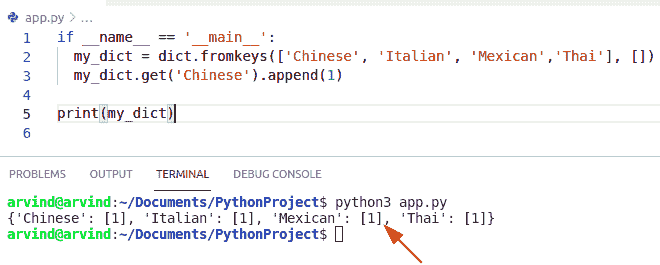 app.py > ...
1 if __name__ == '__main__':
2 my_dict = dict.fromkeys(['Chinese', 'Italian', 'Mexican','Thai'], [])
3 my_dict.get('Chinese').append(1)
4
5 print(my_dict)
6
PROBLEMS OUTPUT TERMINAL DEBUG CONSOLE
arvind@arvind:~/Documents/PythonProject$ python3 app.py
{'Chinese': [1], 'Italian': [1], 'Mexican': [1], 'Thai': [1]}
arvind@arvind:~/Documents/PythonProject$